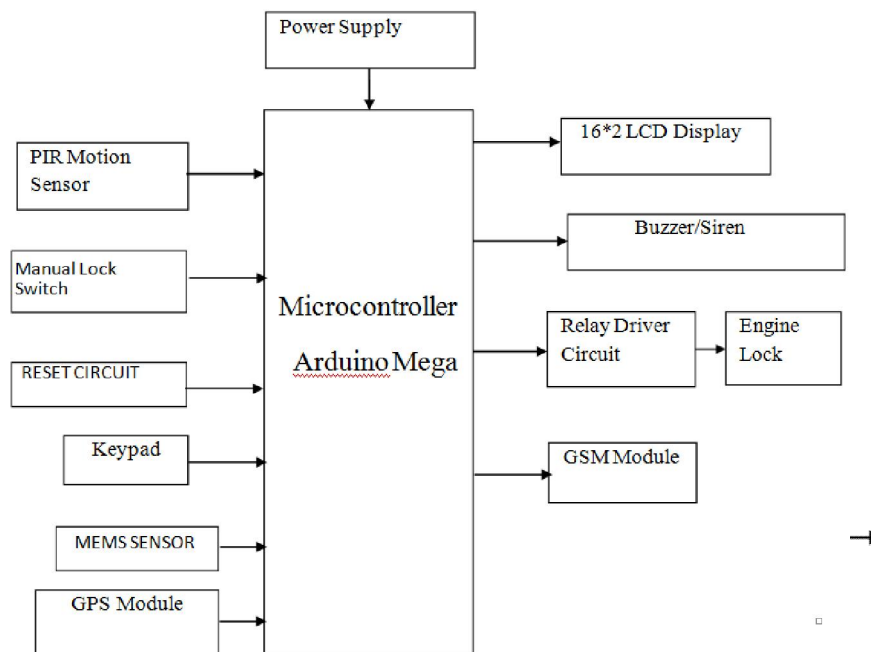 Power Supply
16*2 LCD Display
PIR Motion
Sensor
Buzzer/Siren
Manual Lock
Switch
Microcontroller
Arduino Mega
Relay Driver
Circuit
Engine
Lock
RESET CIRCUIT
Keypad
GSM Module
MEMS SENSOR
GPS Module